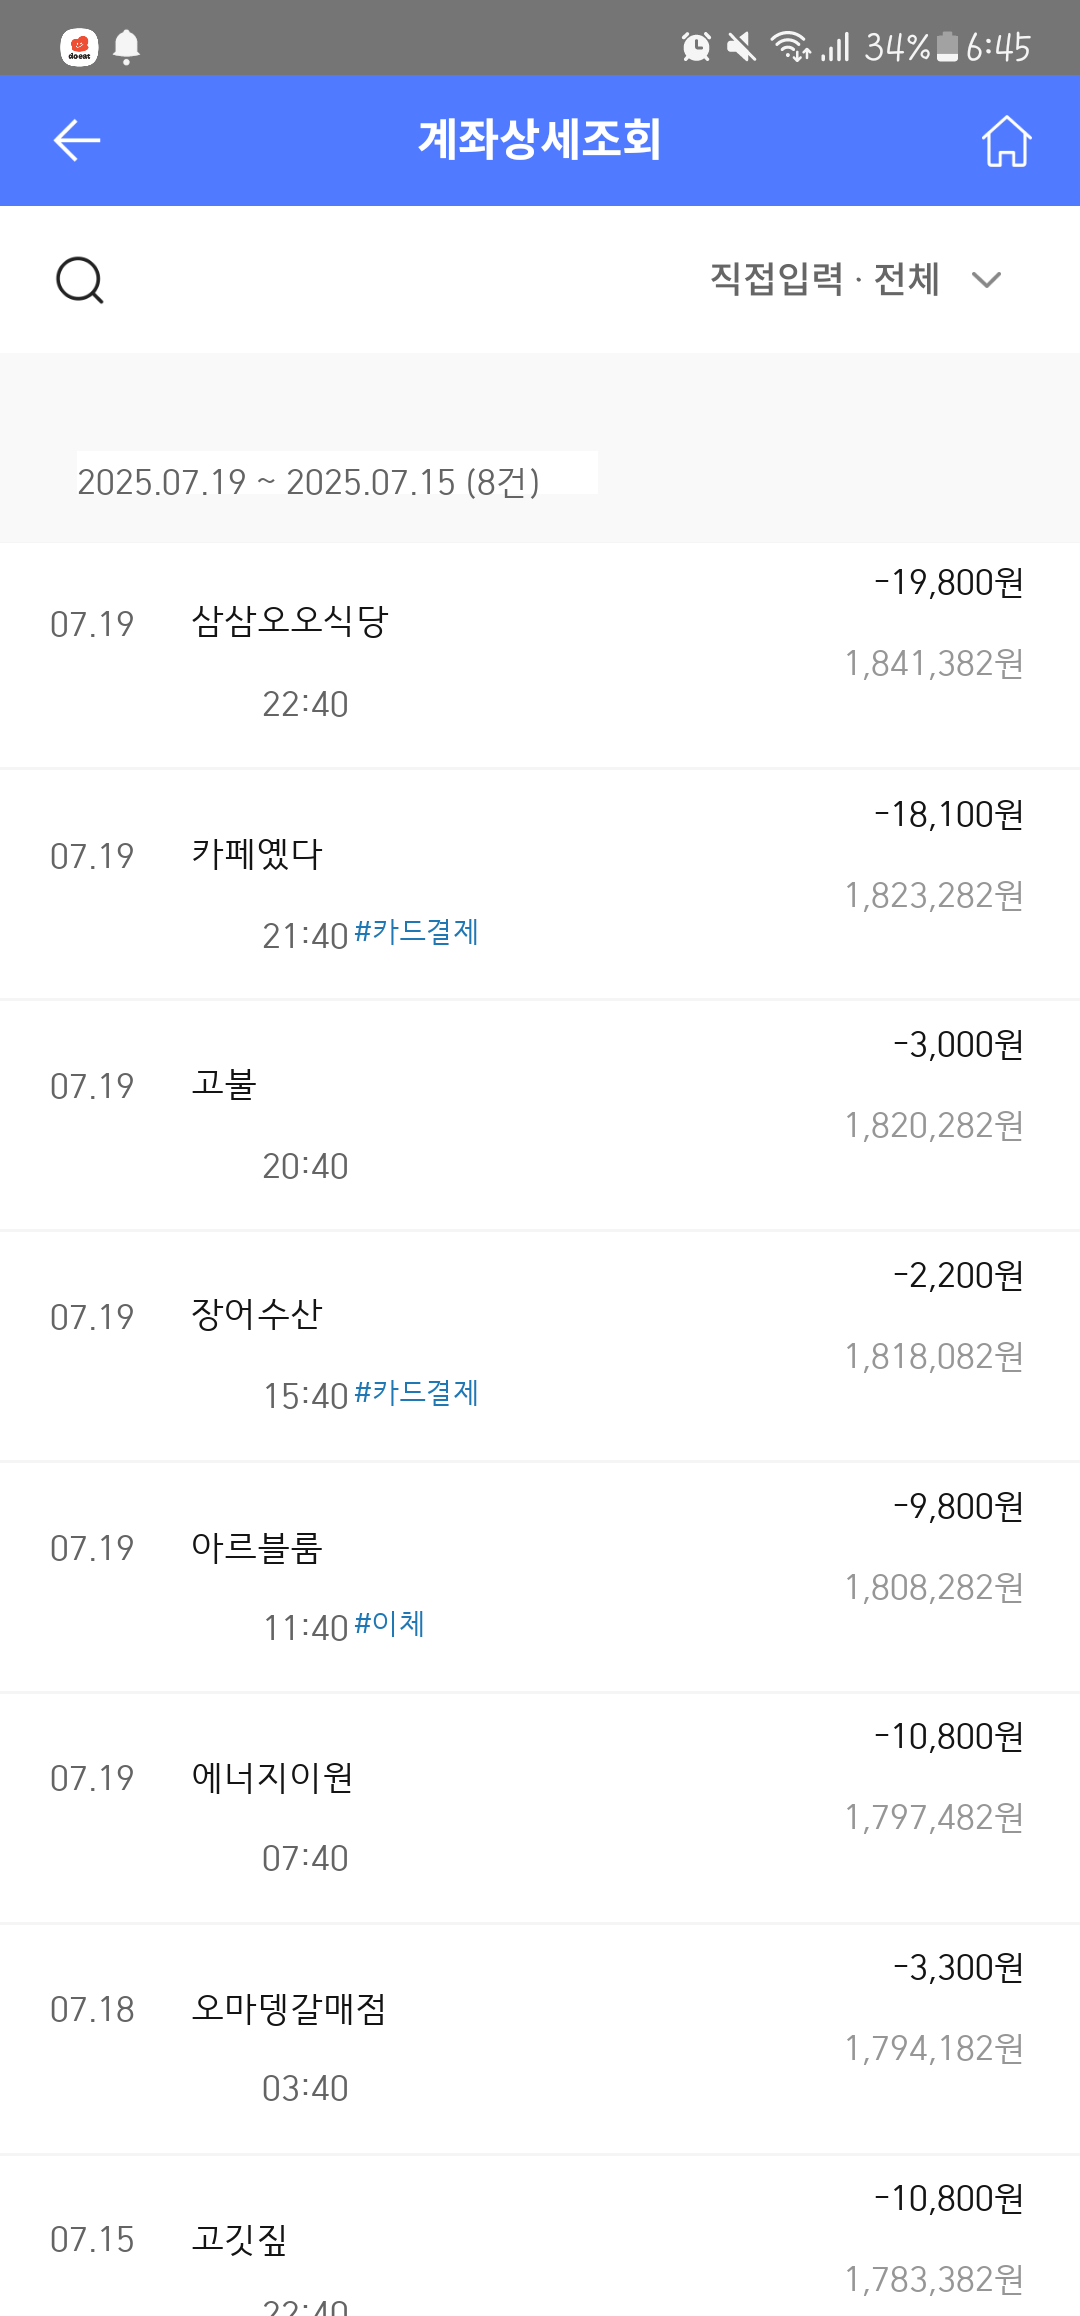 doeat
34% 6:45
계좌상세조회
직접입력 · 전체
2025.07.19 ~ 2025.07.15 (8건)
-19,800원
07.19 삼삼오오식당
1,841,382원
22:40
-18,100원
07.19 카페옜다
1,823,282원
21:40 #카드결제
-3,000원
07.19 고불
1,820,282원
20:40
-2,200원
07.19 장어수산
1,818,082원
15:40 #카드결제
-9,800원
07.19 아르블룸
1,808,282원
11:40 #이체
-10,800원
07.19 에너지이원
1,797,482원
07:40
-3,300원
07.18 오마뎅갈매점
1,794,182원
03:40
-10,800원
07.15 고깃짚
1,783,382원
22:40